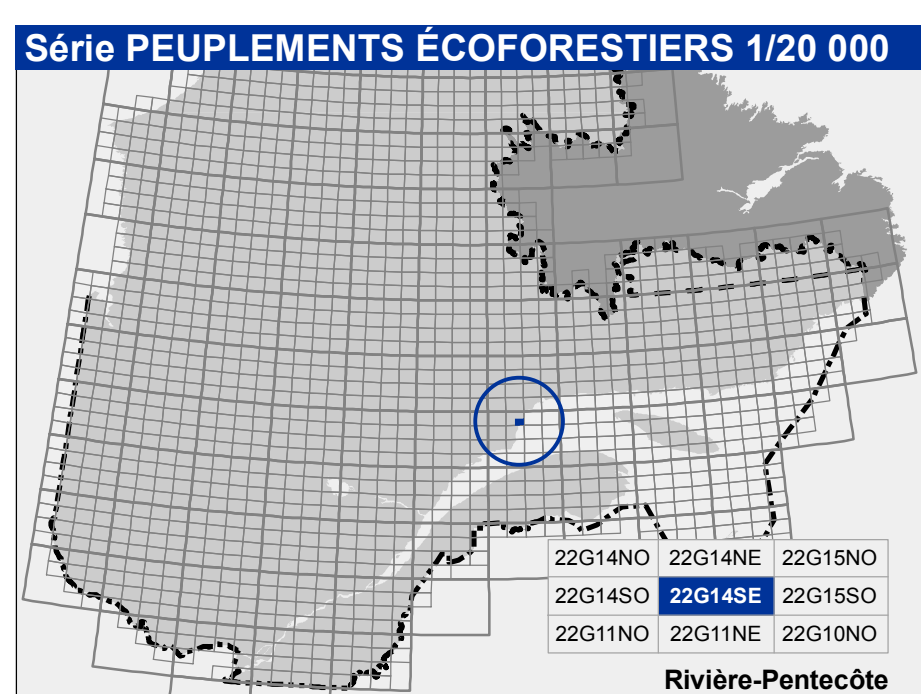 Série PEUPLEMENTS ÉCOFORESTIERS 1/20 000
22G14NO 22G14NE 22G15NO
22G14SO 22G14SE 22G15SO
22G11NO 22G11NE 22G10NO
Rivière-Pentecôte